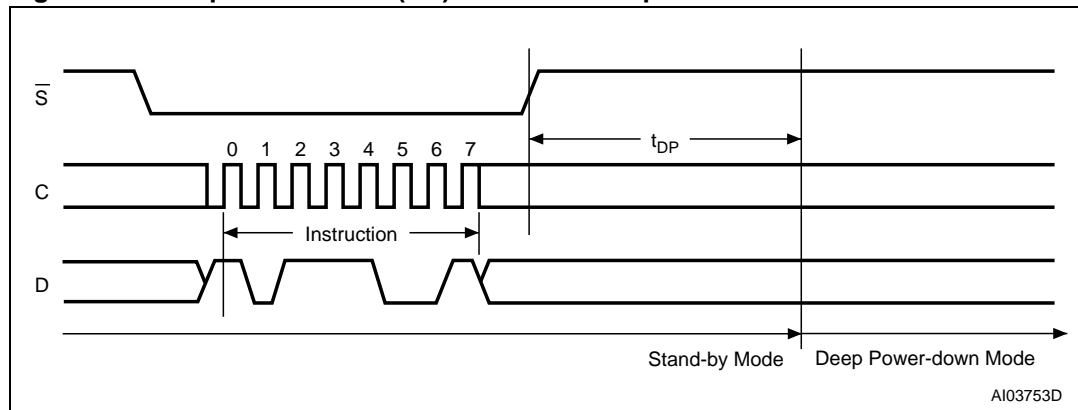 S
0 1 2 3 4 5 6 7
tDP
C
Instruction
D
Stand-by Mode
Deep Power-down Mode
AI03753D